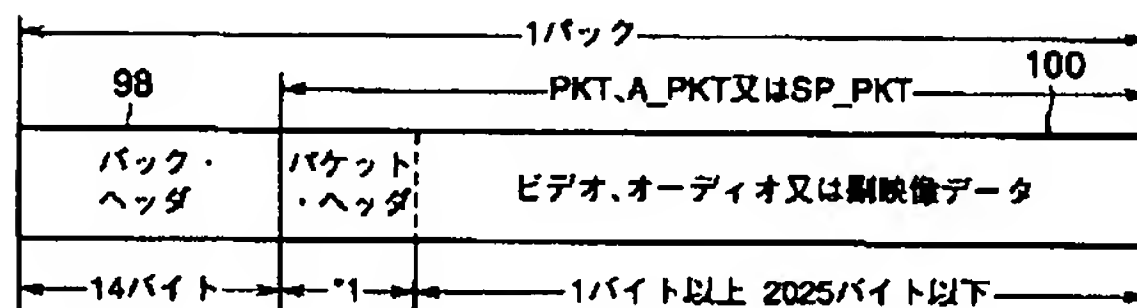 1パック
98
PKT、A_PKT又はSP_PKT
100
パック・
ヘッダ
パケット
・ヘッダ
ビデオ、オーディオ又は副映像データ
14バイト
*1
1バイト以上 2025バイト以下